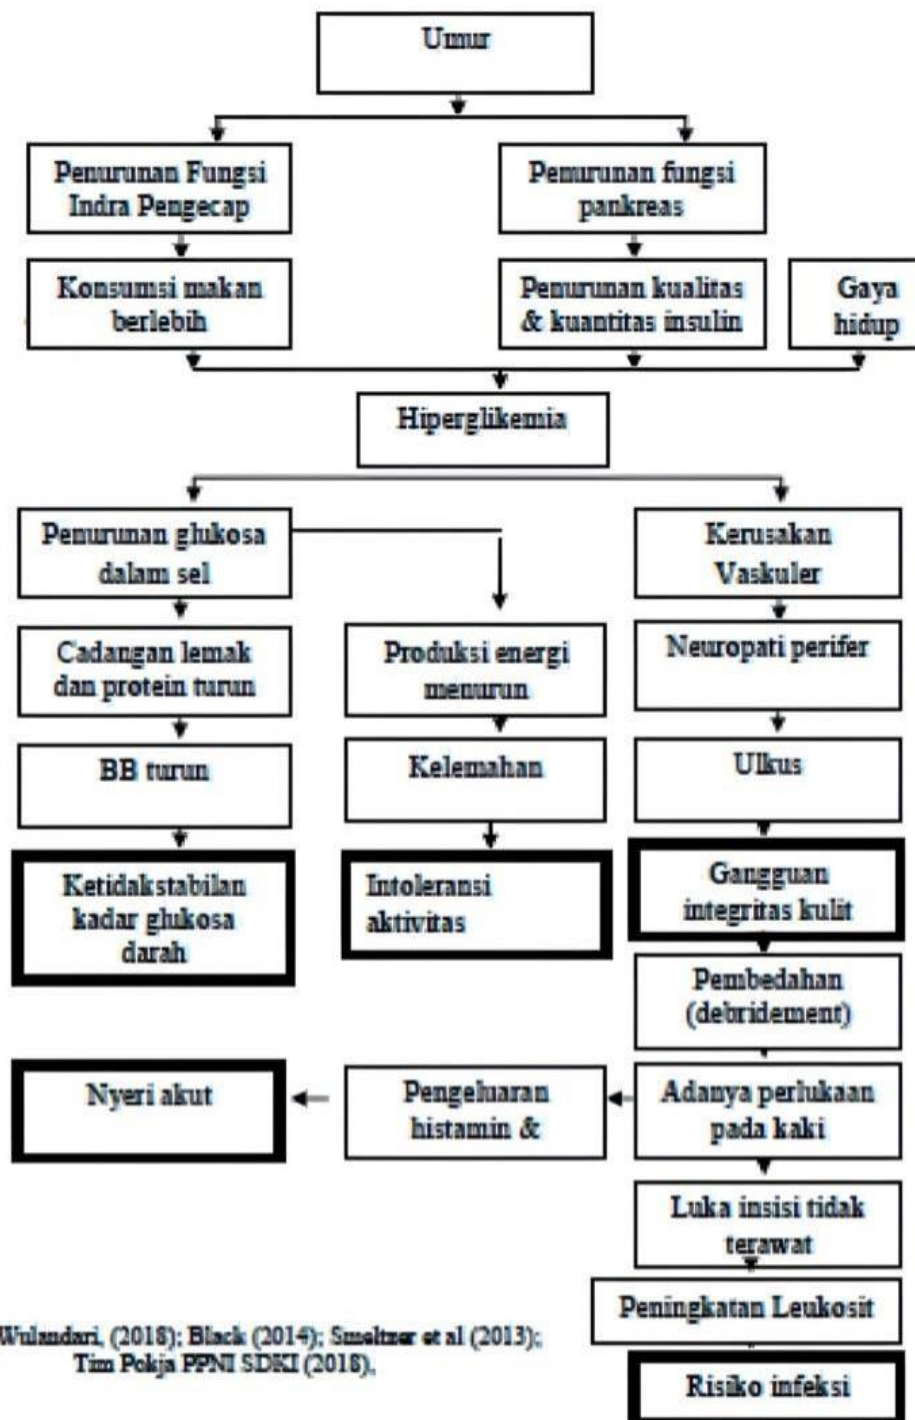 Umur
Penurunan Fungsi
Indra Pengecap
Penurunan fungsi
pankreas
Konsumsi makan
berlebih
Penurunan kualitas
& kuantitas insulin
Gaya
hidup
Hiperglikemia
Penurunan glukosa
dalam sel
Kerusakan
Vaskuler
Cadangan lemak
dan protein turun
Produksi energi
menurun
Neuropati perifer
BB turun
Kelemahan
Ulkus
Ketidakstabilan
kadar glukosa
darah
Intoleransi
aktivitas
Gangguan
integritas kulit
Pembedahan
(debridement)
Nyeri akut
Pengeluaran
histamin &
Adanya perlukaan
pada kaki
Luka insisi tidak
terawat
Peningkatan Leukosit
Wulandari, (2018); Black (2014); Smeltzer et al (2013);
Tim Pokja PPNI SDKI (2018),
Risiko infeksi